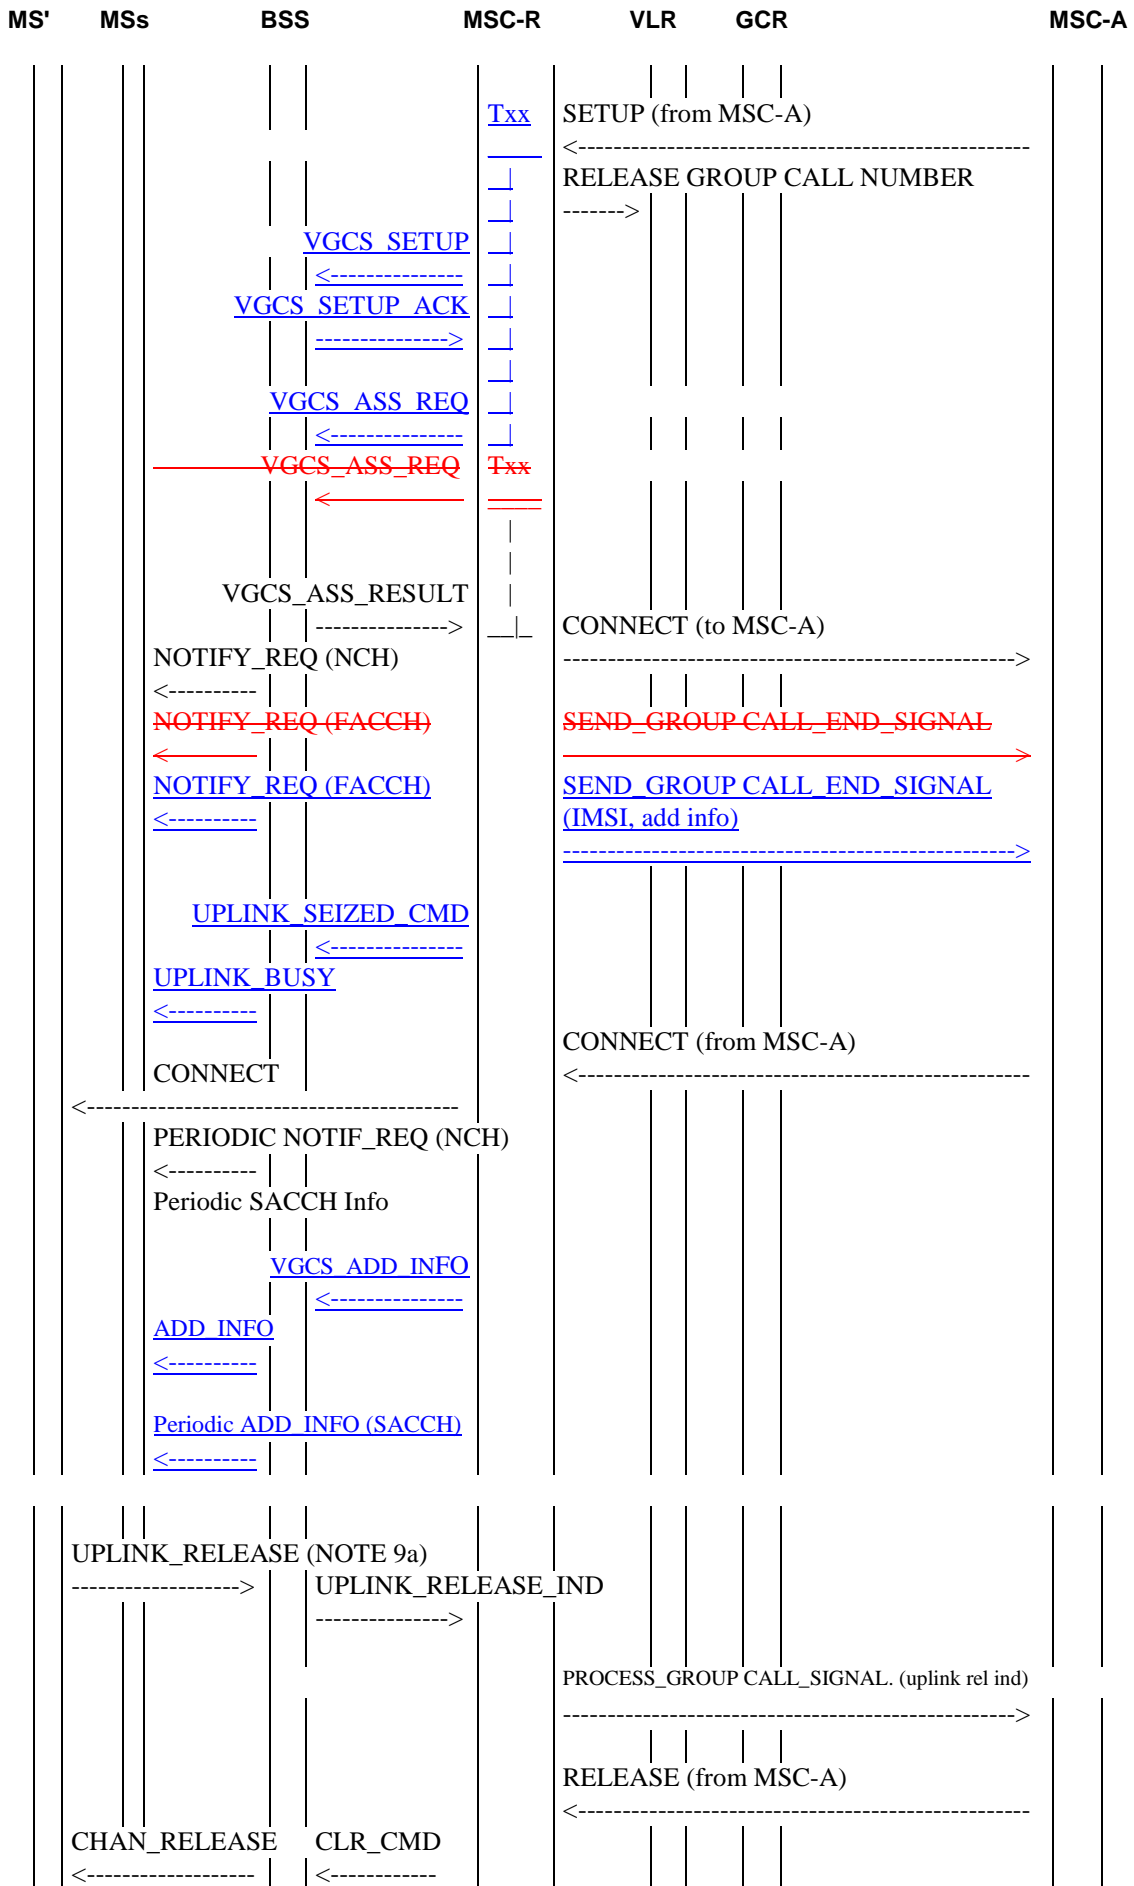 MS' MSs BSS MSC-R VLR GCR MSC-A
Txx SETUP (from MSC-A)
<---------------------------------------------------
RELEASE GROUP CALL NUMBER
------->
VGCS_SETUP
<---------------
VGCS_SETUP_ACK
--------------->
VGCS_ASS_REQ
<---------------
VGCS_ASS_REQ Txx
<
VGCS_ASS_RESULT
---------------> __|_ CONNECT (to MSC-A)
NOTIFY_REQ (NCH) --------------------------------------------------->
<----------
NOTIFY_REQ (FACCH) SEND_GROUP CALL_END_SIGNAL
< >
NOTIFY_REQ (FACCH) SEND_GROUP CALL_END_SIGNAL
<---------- (IMSI, add info)
--------------------------------------------------->
UPLINK_SEIZED_CMD
<---------------
UPLINK_BUSY
<----------
CONNECT (from MSC-A)
CONNECT <---------------------------------------------------
<------------------------------------------
PERIODIC NOTIF_REQ (NCH)
<----------
Periodic SACCH Info
VGCS_ADD_INFO
<---------------
ADD_INFO
<----------
Periodic ADD_INFO (SACCH)
<----------
UPLINK_RELEASE (NOTE 9a)
-------------------> UPLINK_RELEASE_IND
--------------->
PROCESS_GROUP CALL_SIGNAL. (uplink rel ind)
--------------------------------------------------->
RELEASE (from MSC-A)
<---------------------------------------------------
CHAN_RELEASE CLR_CMD
<------------------- <------------